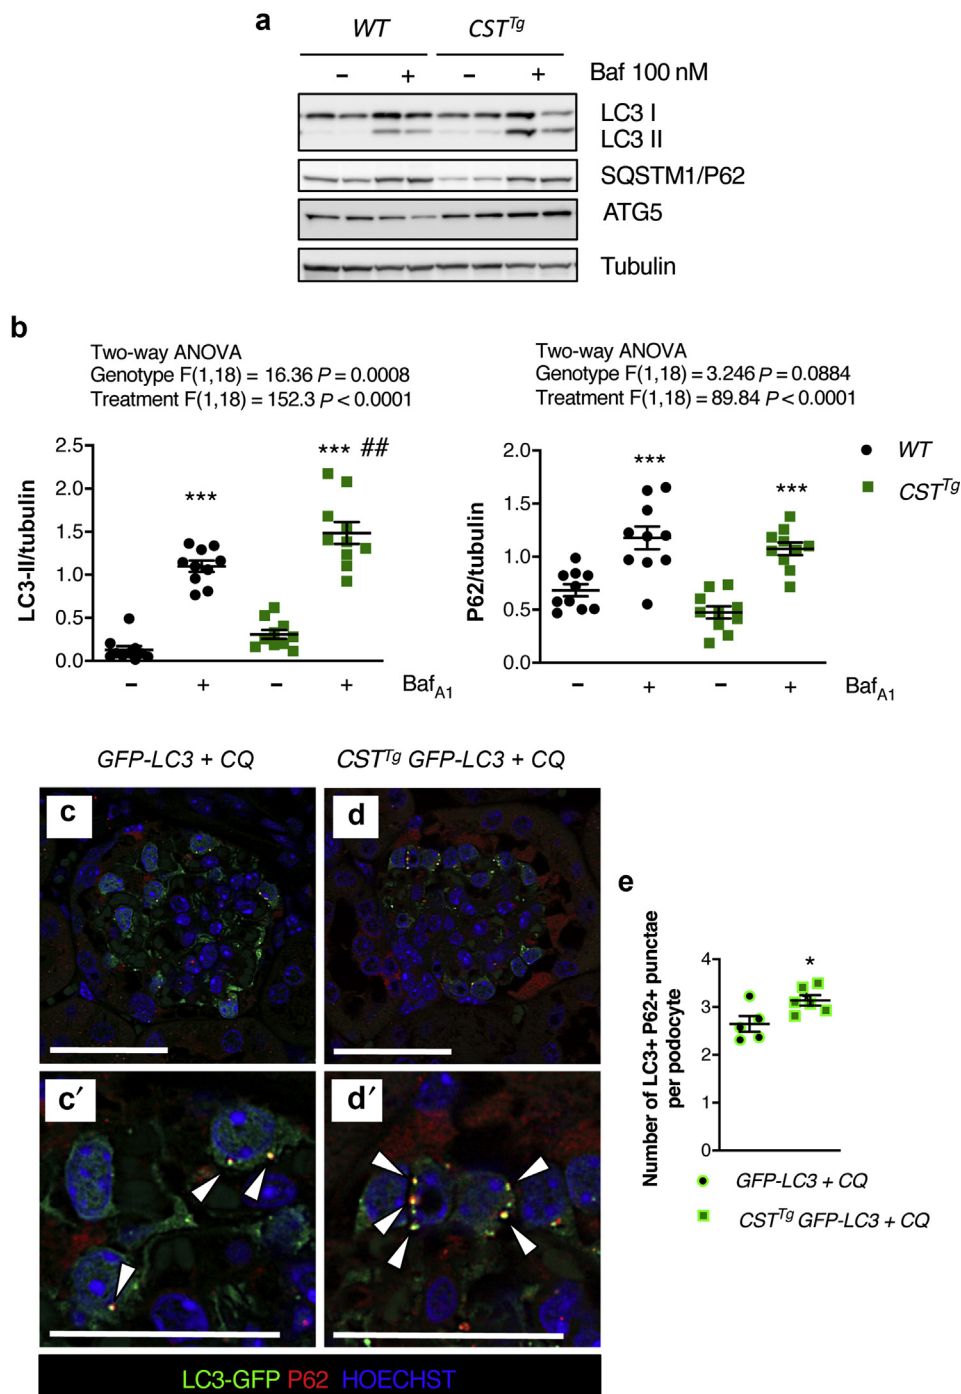 a
WT CST^Tg
– + – + Baf 100 nM
LC3 I
LC3 II
SQSTM1/P62
ATG5
Tubulin
b
Two-way ANOVA
Genotype F(1,18) = 16.36 P = 0.0008
Treatment F(1,18) = 152.3 P < 0.0001
Two-way ANOVA
Genotype F(1,18) = 3.246 P = 0.0884
Treatment F(1,18) = 89.84 P < 0.0001
LC3-II/tubulin
2.5
2.0
1.5
1.0
0.5
0.0
*** *** ##
– + – + Baf_A1
P62/tubulin
2.0
1.5
1.0
0.5
0.0
*** ***
– + – + Baf_A1
WT
CST^Tg
GFP-LC3 + CQ CST^Tg GFP-LC3 + CQ
c d
c′ d′
LC3-GFP P62 HOECHST
e
Number of LC3+ P62+ punctae
per podocyte
4
3
2
1
0
*
GFP-LC3 + CQ
CST^Tg GFP-LC3 + CQ